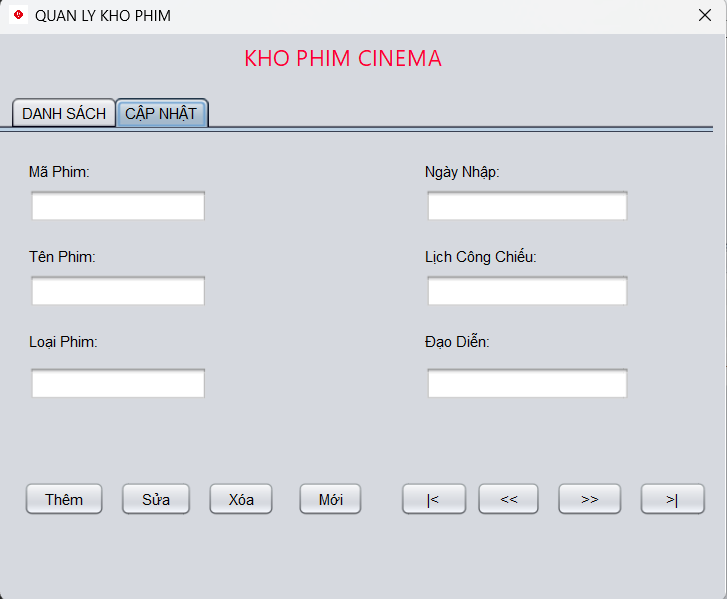 QUAN LY KHO PHIM
KHO PHIM CINEMA
DANH SÁCH CẬP NHẬT
Mã Phim: Ngày Nhập:
Tên Phim: Lịch Công Chiếu:
Loại Phim: Đạo Diễn:
Thêm Sửa Xóa Mới |< << >> >|